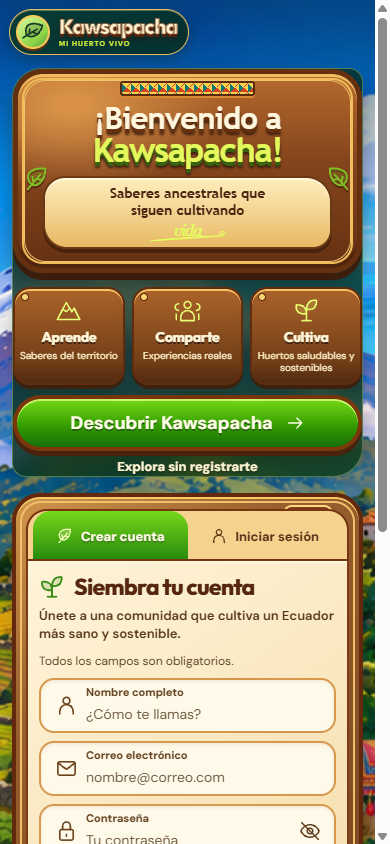 Kawsapacha
MI HUERTO VIVO
¡Bienvenido a
Kawsapacha!
Saberes ancestrales que
siguen cultivando
vida
Aprende
Saberes del territorio
Comparte
Experiencias reales
Cultiva
Huertos saludables y
sostenibles
Descubrir Kawsapacha →
Explora sin registrarte
Crear cuenta
Iniciar sesión
Siembra tu cuenta
Únete a una comunidad que cultiva un Ecuador
más sano y sostenible.
Todos los campos son obligatorios.
Nombre completo
¿Cómo te llamas?
Correo electrónico
nombre@correo.com
Contraseña
Tu contraseña